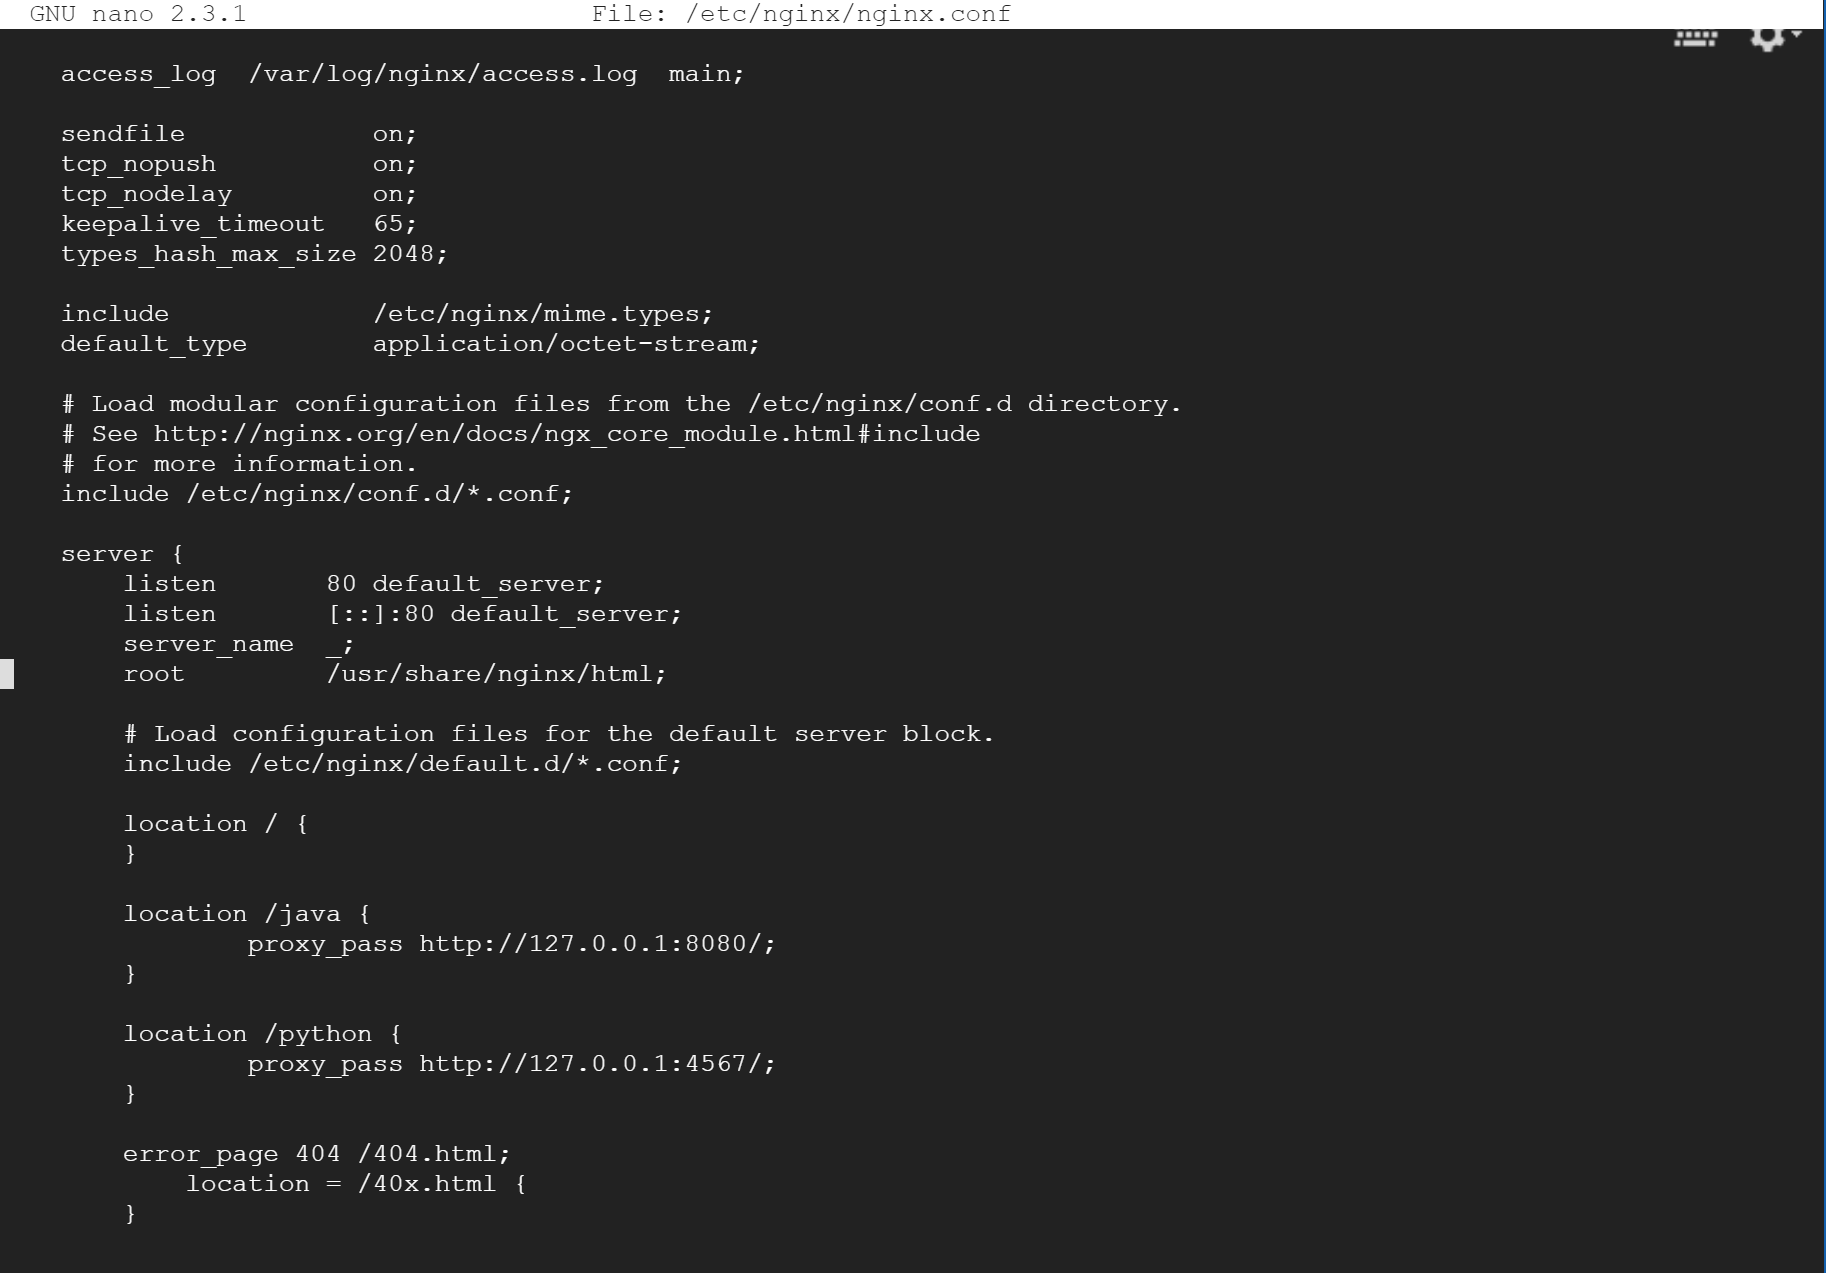 GNU nano 2.3.1                      File: /etc/nginx/nginx.conf

    access_log  /var/log/nginx/access.log  main;

    sendfile            on;
    tcp_nopush          on;
    tcp_nodelay         on;
    keepalive_timeout   65;
    types_hash_max_size 2048;

    include             /etc/nginx/mime.types;
    default_type        application/octet-stream;

    # Load modular configuration files from the /etc/nginx/conf.d directory.
    # See http://nginx.org/en/docs/ngx_core_module.html#include
    # for more information.
    include /etc/nginx/conf.d/*.conf;

    server {
        listen       80 default_server;
        listen       [::]:80 default_server;
        server_name  _;
        root         /usr/share/nginx/html;

        # Load configuration files for the default server block.
        include /etc/nginx/default.d/*.conf;

        location / {
        }

        location /java {
                proxy_pass http://127.0.0.1:8080/;
        }

        location /python {
                proxy_pass http://127.0.0.1:4567/;
        }

        error_page 404 /404.html;
            location = /40x.html {
        }